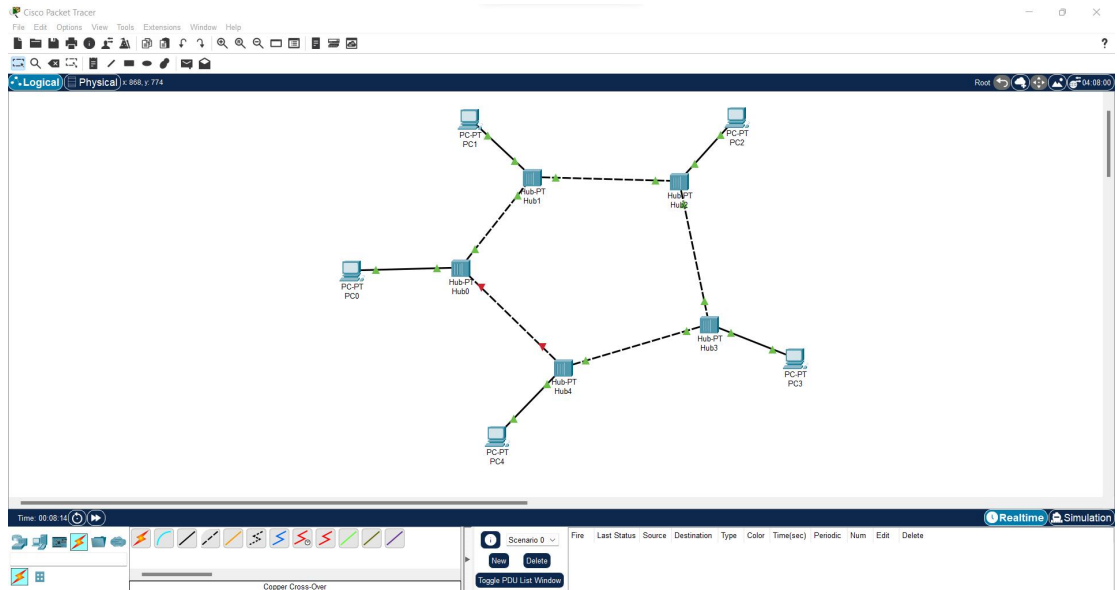 Cisco Packet Tracer
File Edit Options View Tools Extensions Window Help
?
Logical Physical x: 868, y: 774 Root 04:08:00
PC-PT
PC1
PC-PT
PC2
Hub-PT
Hub1
Hub-PT
Hub2
PC-PT
PC0
Hub-PT
Hub0
Hub-PT
Hub3
PC-PT
PC3
Hub-PT
Hub4
PC-PT
PC4
Time: 00:08:14 Realtime Simulation
Scenario 0
New Delete
Toggle PDU List Window
Fire Last Status Source Destination Type Color Time(sec) Periodic Num Edit Delete
Copper Cross-Over